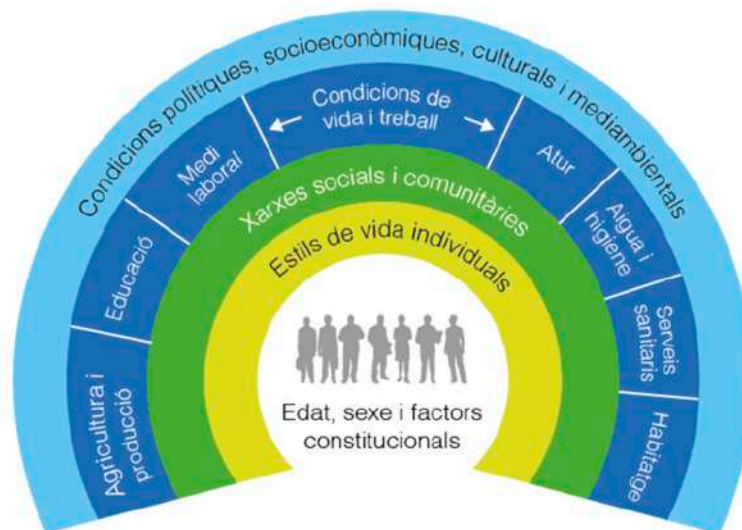 Condicions polítiques, socioeconòmiques, culturals i mediambientals
Condicions de
vida i treball
Agricultura i
producció
Educació
Medi
laboral
Atur
Aigua i
higiene
Serveis
sanitaris
Habitatge
Xarxes socials i comunitàries
Estils de vida individuals
Edat, sexe i factors
constitucionals